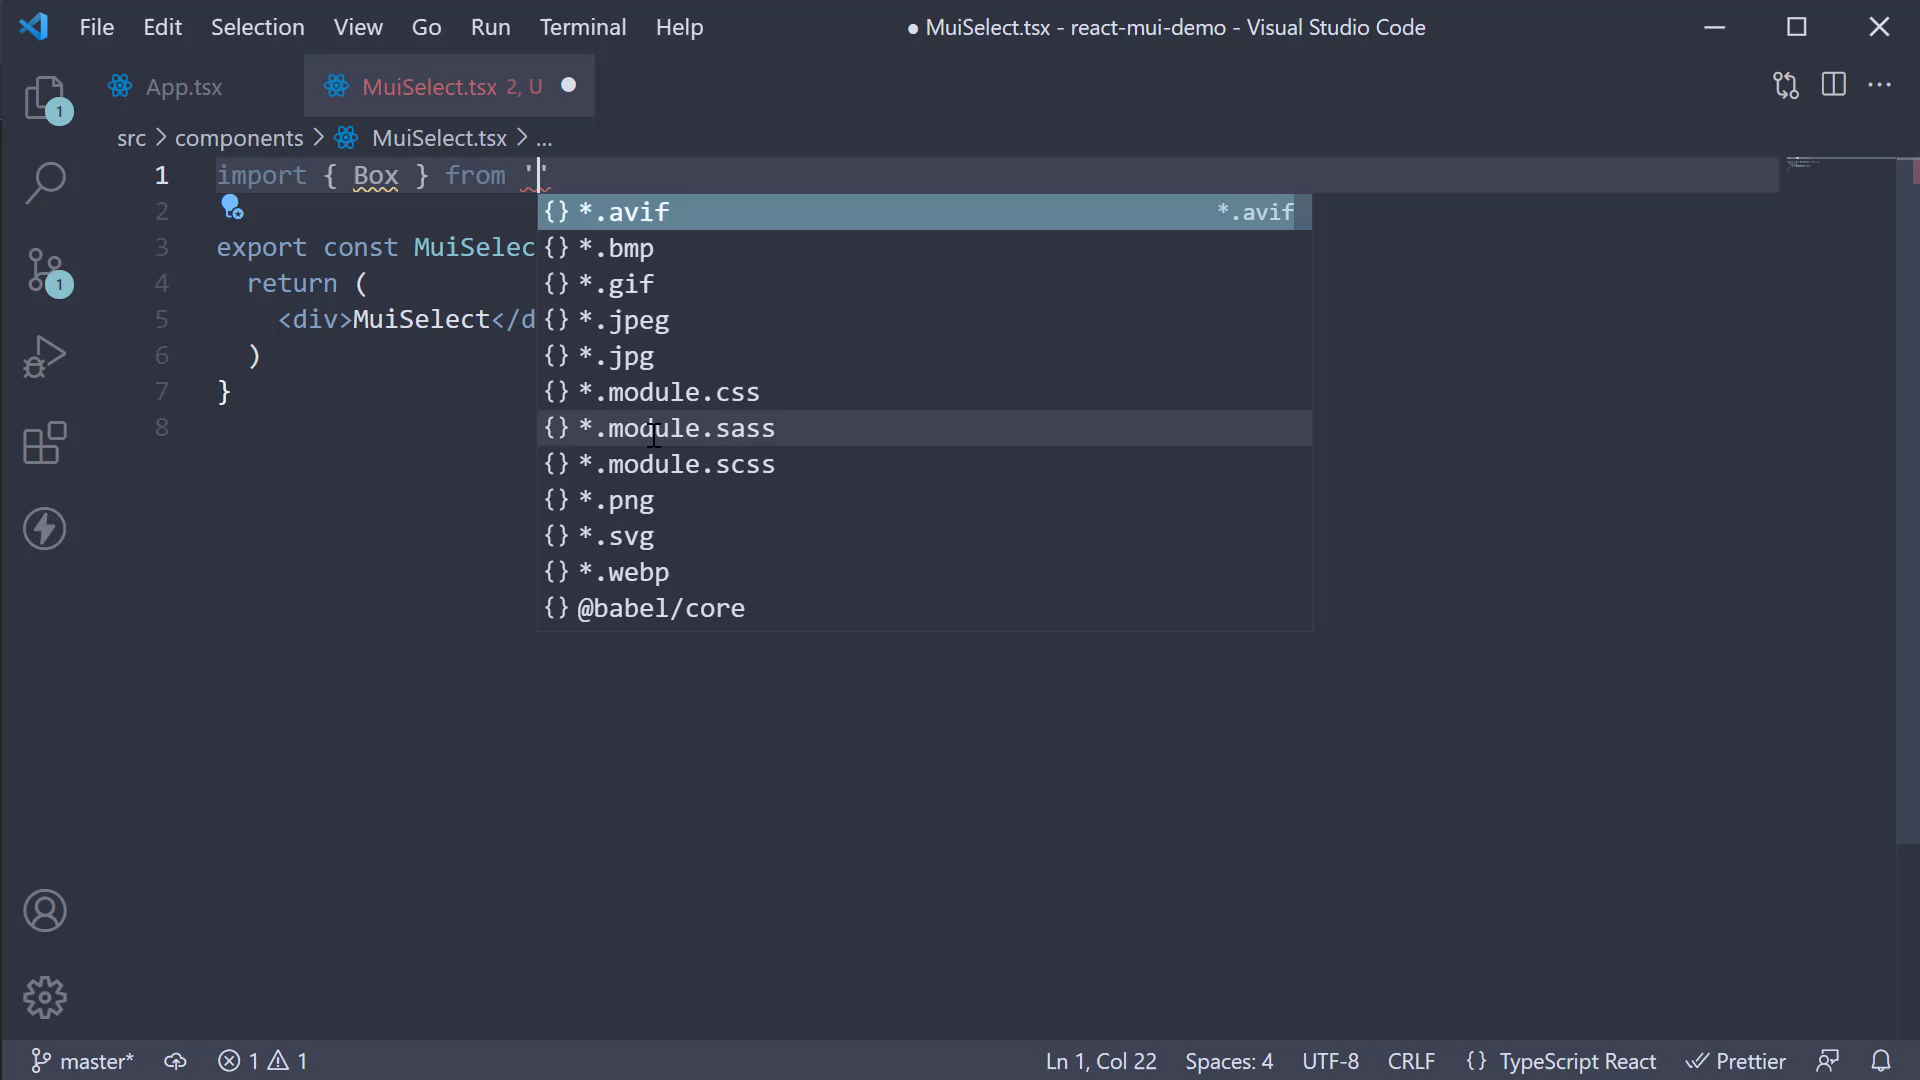 File Edit Selection View Go Run Terminal Help ● MuiSelect.tsx - react-mui-demo - Visual Studio Code
App.tsx MuiSelect.tsx 2, U
src > components > MuiSelect.tsx > ...
1 import { Box } from ''
2
3 export const MuiSelec
4 return (
5 <div>MuiSelect</d
6 )
7 }
8
{} *.avif *.avif
{} *.bmp
{} *.gif
{} *.jpeg
{} *.jpg
{} *.module.css
{} *.module.sass
{} *.module.scss
{} *.png
{} *.svg
{} *.webp
{} @babel/core
1
1
master* 1 1 Ln 1, Col 22 Spaces: 4 UTF-8 CRLF {} TypeScript React Prettier